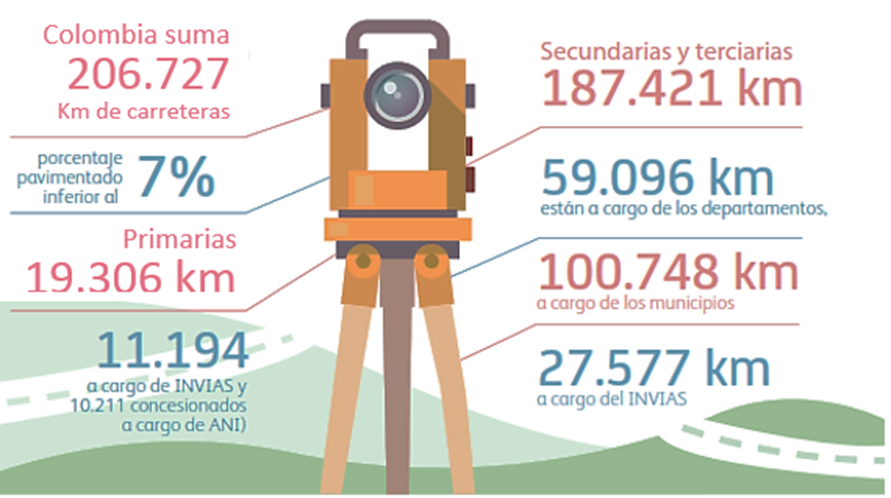 Colombia suma
206.727
Km de carreteras
porcentaje
pavimentado
inferior al
7%
Primarias
19.306 km
11.194
a cargo de INVIAS y
10.211 concesionados
a cargo de ANI)
Secundarias y terciarias
187.421 km
59.096 km
están a cargo de los departamentos,
100.748 km
a cargo de los municipios
27.577 km
a cargo del INVIAS